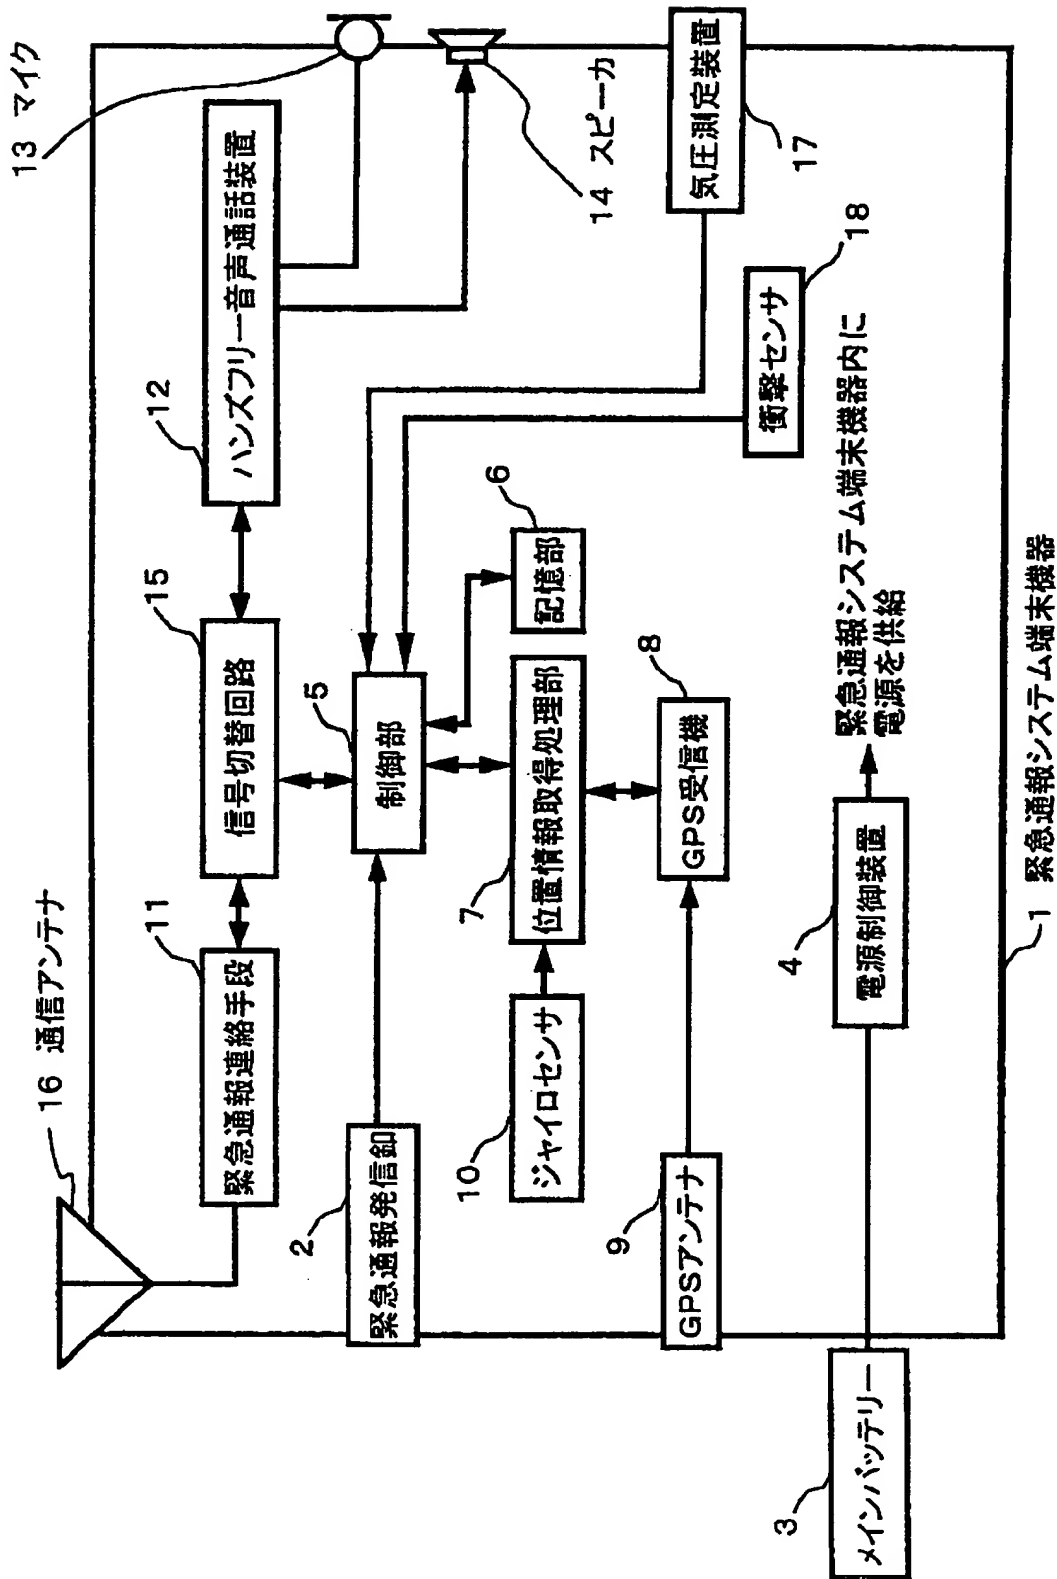 16 通信アンテナ
11
緊急通報連絡手段
15
信号切替回路
12
ハンズフリー音声通話装置
13 マイク
14 スピーカ
2
緊急通報発信釦
5
制御部
6
記憶部
17
気圧測定装置
18
衝撃センサ
10
ジャイロセンサ
7
位置情報取得処理部
9
GPSアンテナ
8
GPS受信機
3
メインバッテリー
4
電源制御装置
緊急通報システム端末機器内に
電源を供給
1 緊急通報システム端末機器